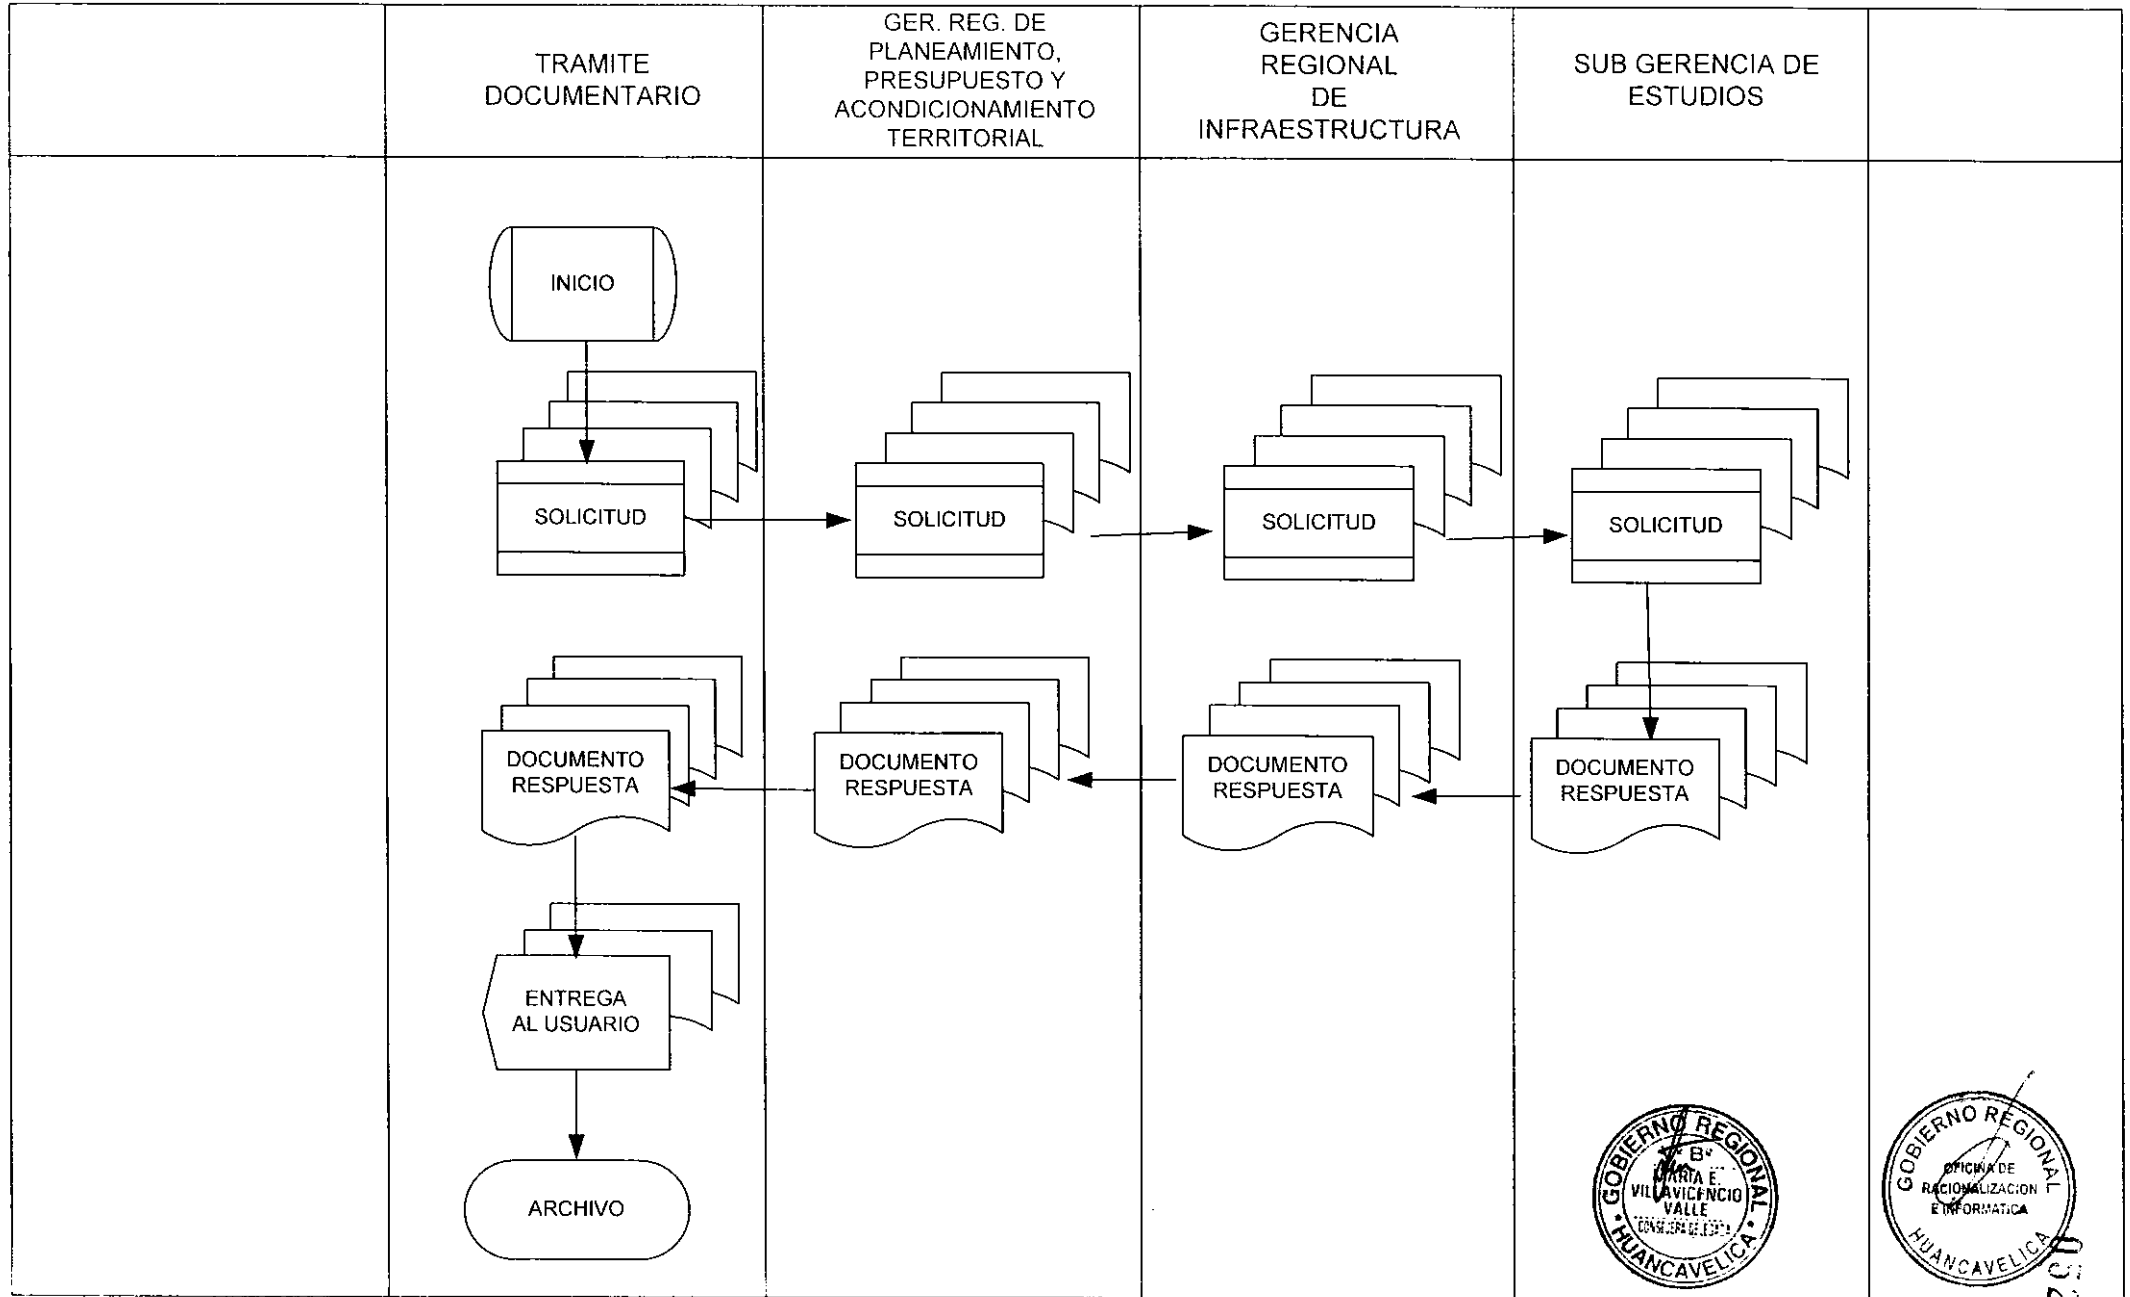 TRAMITE
DOCUMENTARIO
GER. REG. DE
PLANEAMIENTO,
PRESUPUESTO Y
ACONDICIONAMIENTO
TERRITORIAL
GERENCIA
REGIONAL
DE
INFRAESTRUCTURA
SUB GERENCIA DE
ESTUDIOS
INICIO
SOLICITUD
SOLICITUD
SOLICITUD
SOLICITUD
DOCUMENTO
RESPUESTA
DOCUMENTO
RESPUESTA
DOCUMENTO
RESPUESTA
DOCUMENTO
RESPUESTA
ENTREGA
AL USUARIO
ARCHIVO
GOBIERNO REGIONAL
MARIA E.
VILLAVICENCIO
VALLE
HUANCAVELICA
GOBIERNO REGIONAL
OFICINA DE
RACIONALIZACION
E INFORMATICA
HUANCAVELICA